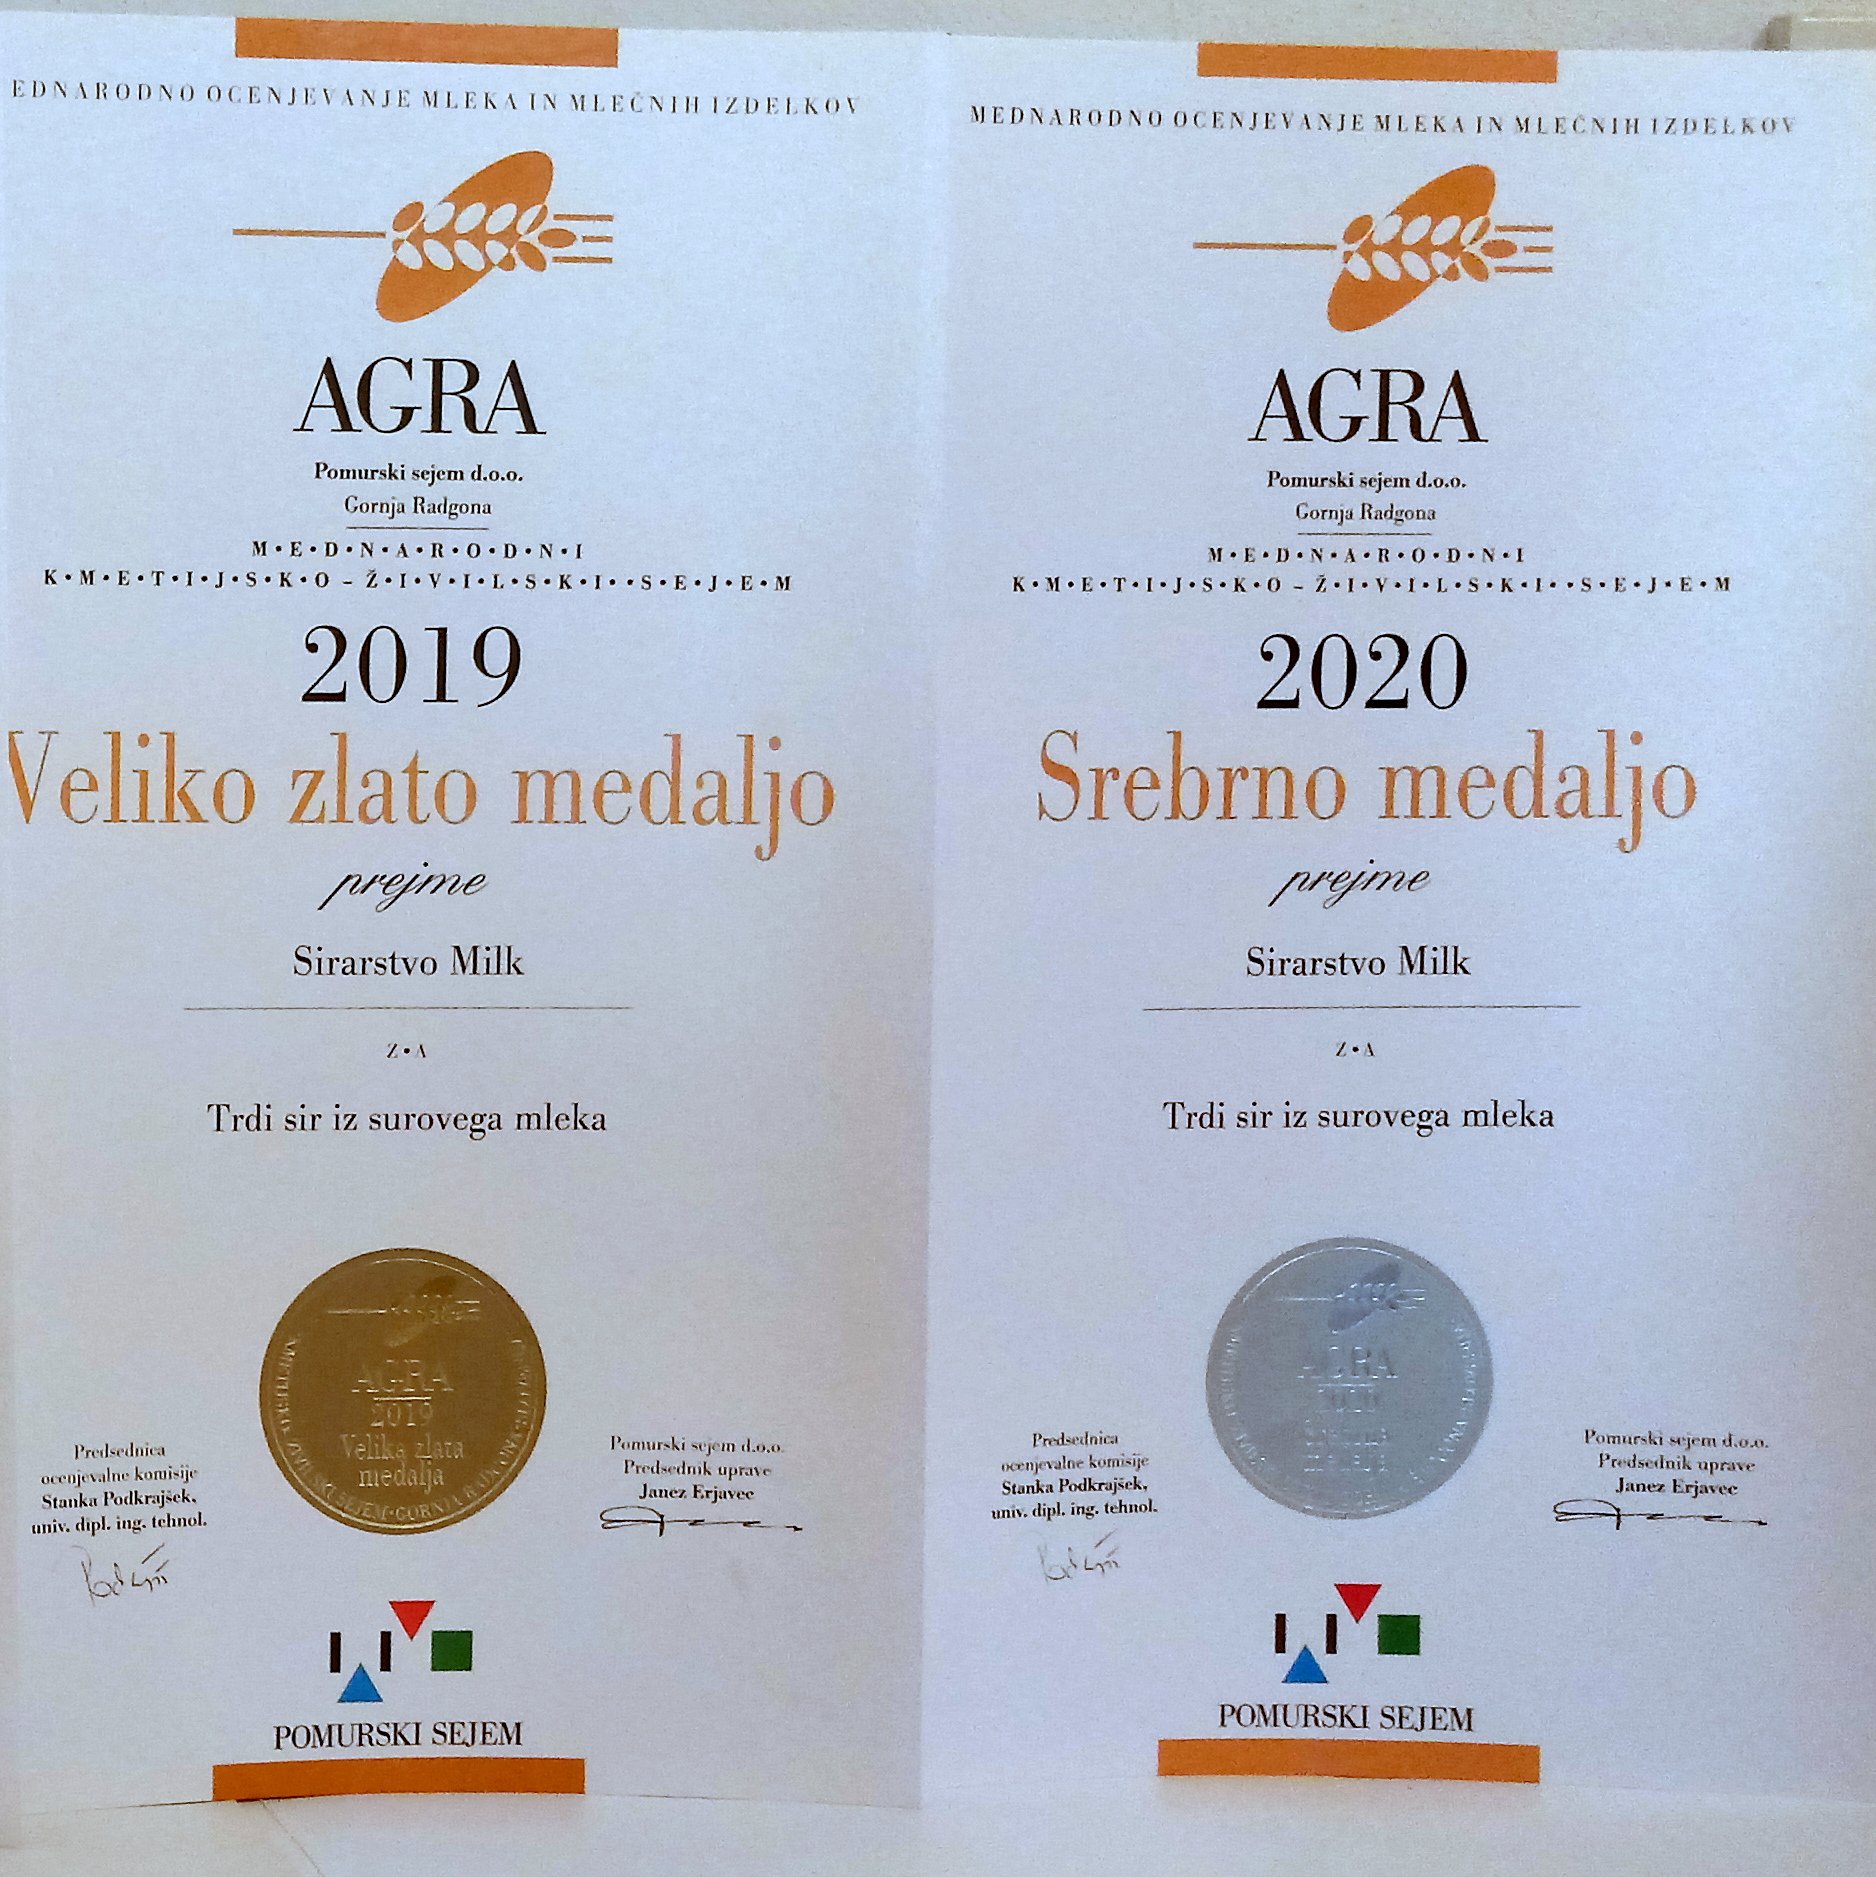 EDNARODNO OCENJEVANJE MLEKA IN MLEČNIH IZDELKOV
AGRA
Pomurski sejem d.o.o.
Gornja Radgona
M•E•D•N•A•R•O•D•N•I
K•M•E•T•I•J•S•K•O – Ž•I•V•I•L•S•K•I••S•E•J•E•M
2019
Veliko zlato medaljo
prejme
Sirarstvo Milk
Z•A
Trdi sir iz surovega mleka
AGRA
2019
Velika zlata
medalja
Predsednica
ocenjevalne komisije
Stanka Podkrajšek,
univ. dipl. ing. tehnol.
Pomurski sejem d.o.o.
Predsednik uprave
Janez Erjavec
POMURSKI SEJEM
MEDNARODNO OCENJEVANJE MLEKA IN MLEČNIH IZDELKOV
AGRA
Pomurski sejem d.o.o.
Gornja Radgona
M•E•D•N•A•R•O•D•N•I
K•M•E•T•I•J•S•K•O – Ž•I•V•I•L•S•K•I••S•E•J•E•M
2020
Srebrno medaljo
prejme
Sirarstvo Milk
Z•A
Trdi sir iz surovega mleka
AGRA
Predsednica
ocenjevalne komisije
Stanka Podkrajšek,
univ. dipl. ing. tehnol.
Pomurski sejem d.o.o.
Predsednik uprave
Janez Erjavec
POMURSKI SEJEM